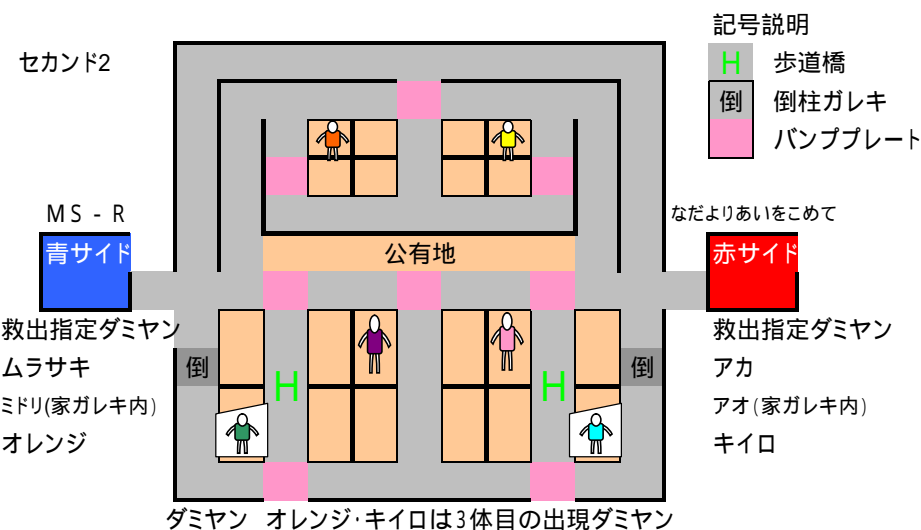 記号説明
セカンド2
H 歩道橋
倒 倒柱ガレキ
バンププレート
MS-R
なだよりあいをこめて
青サイド
公有地
赤サイド
救出指定ダミヤン
救出指定ダミヤン
ムラサキ
倒
H
H
倒
アカ
ミドリ(家ガレキ内)
アオ(家ガレキ内)
オレンジ
キイロ
ダミヤン オレンジ・キイロは3体目の出現ダミヤン